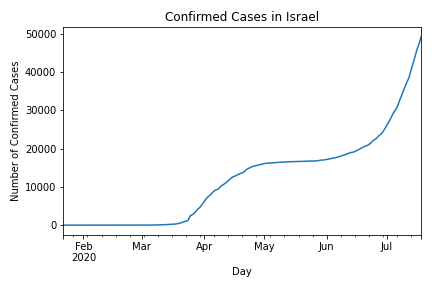 Confirmed Cases in Israel
Number of Confirmed Cases
50000
40000
30000
20000
10000
0
Feb
2020
Mar
Apr
May
Jun
Jul
Day